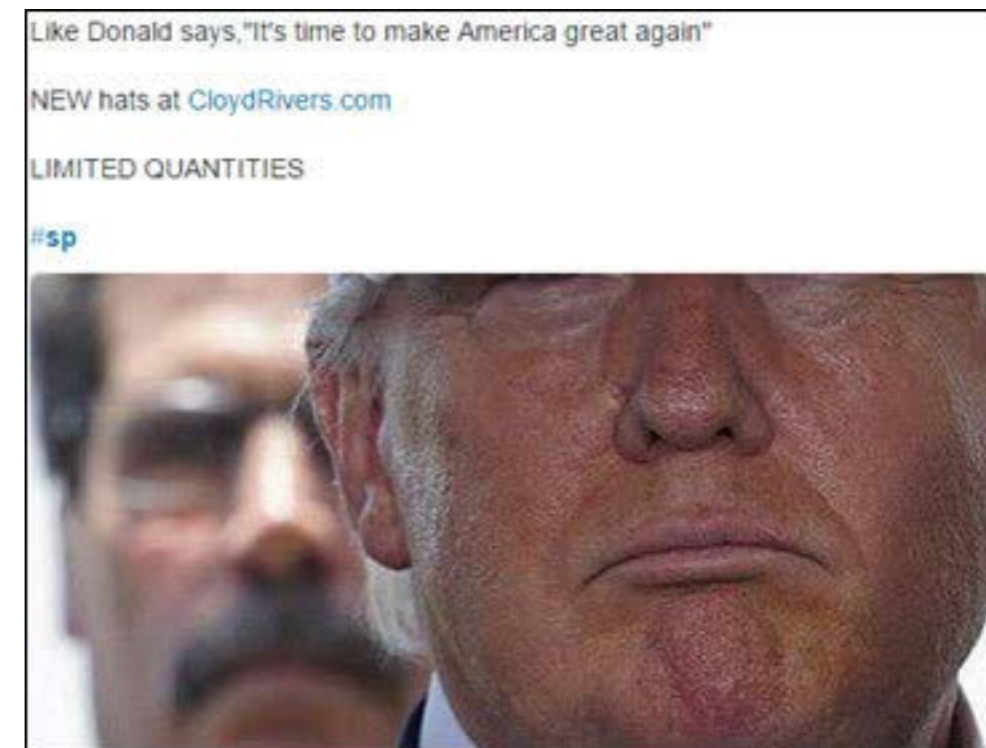 Like Donald says,"It's time to make America great again"
NEW hats at CloydRivers.com
LIMITED QUANTITIES
#sp